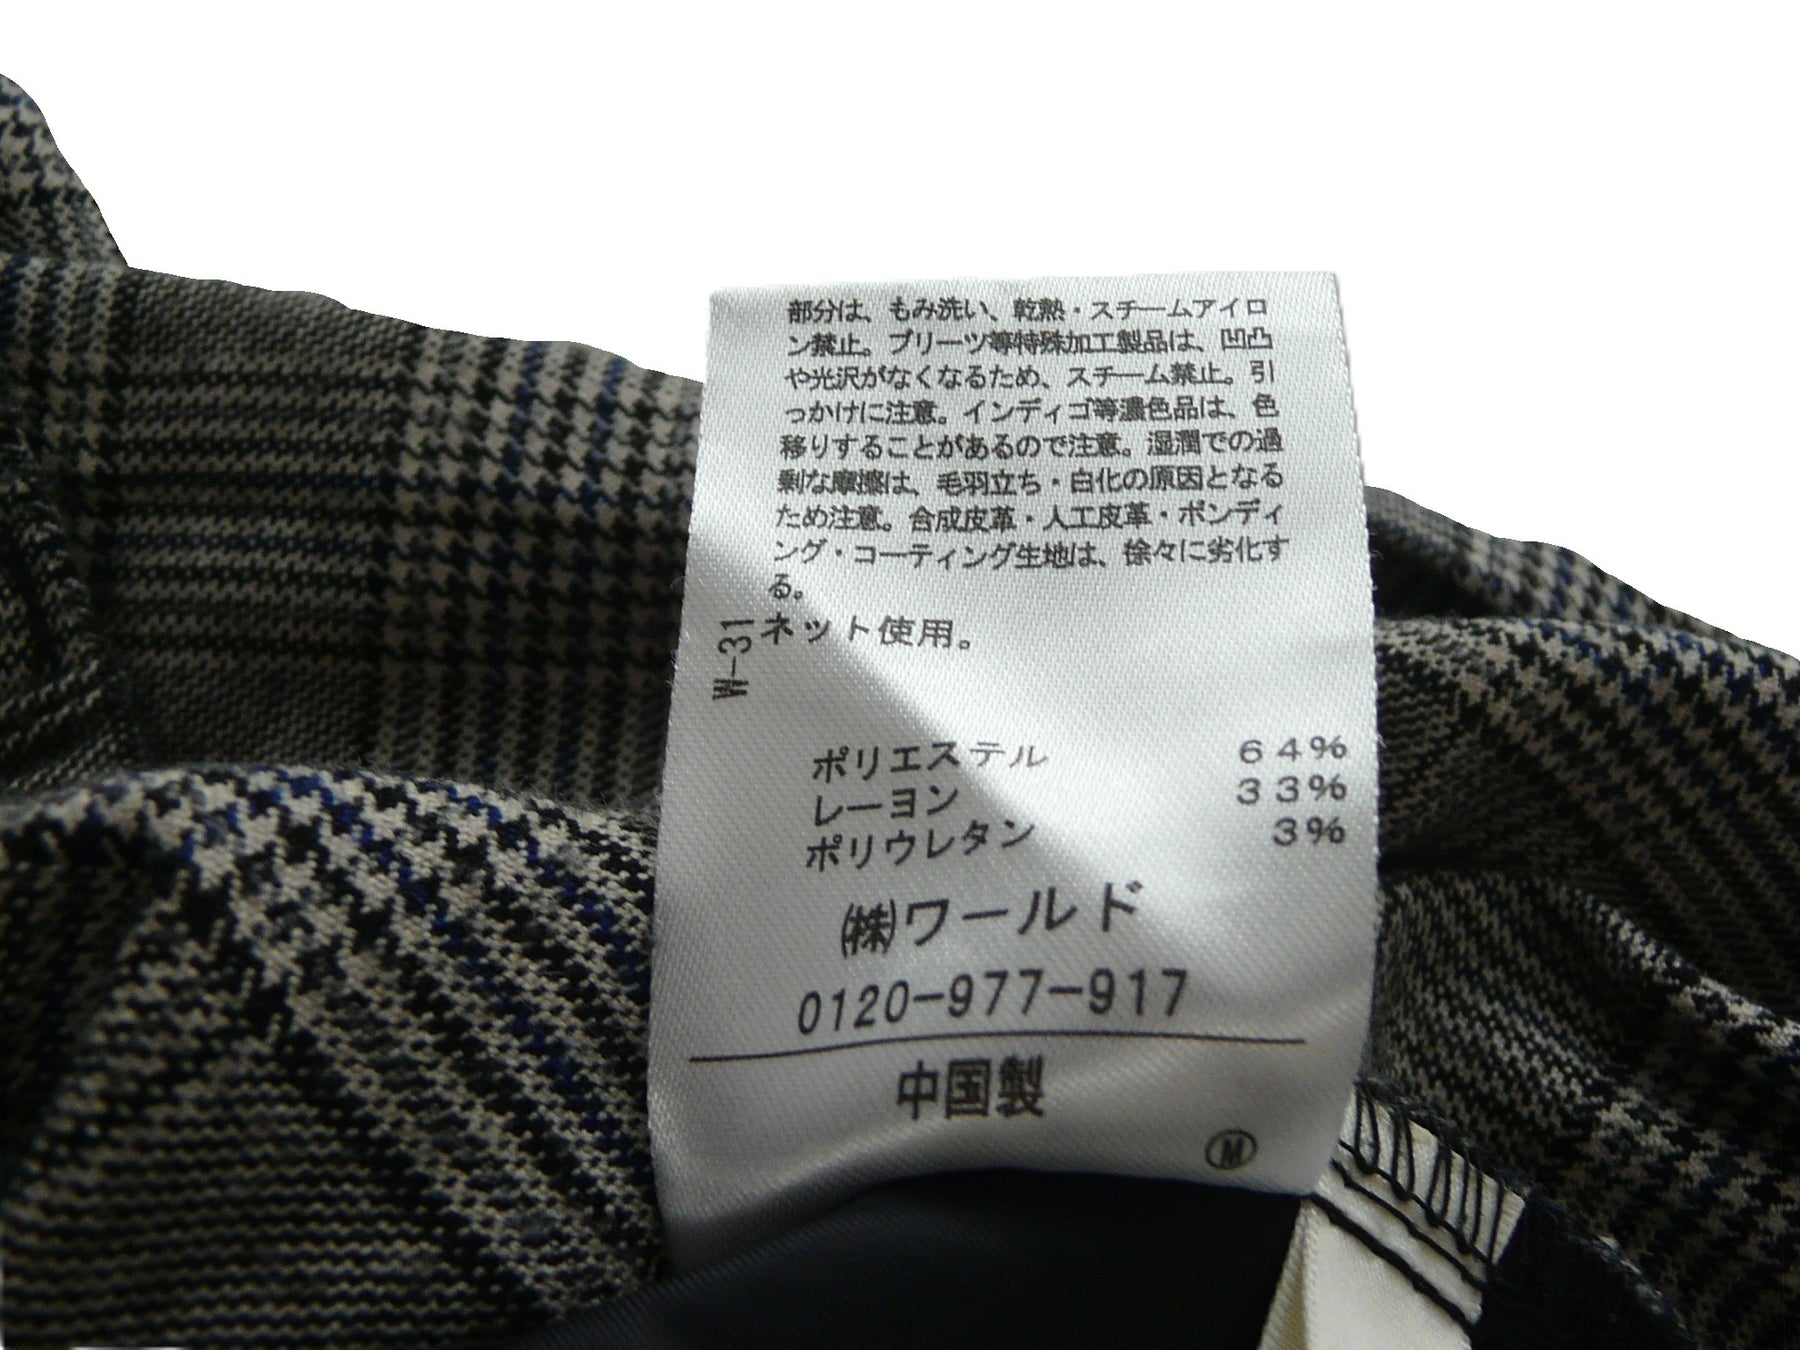 部分は、もみ洗い、乾熱・スチームアイロ
ン禁止。プリーツ等特殊加工製品は、凹凸
や光沢がなくなるため、スチーム禁止。引
っかけに注意。インディゴ等濃色品は、色
移りすることがあるので注意。湿潤での過
剰な摩擦は、毛羽立ち・白化の原因となる
ため注意。合成皮革・人工皮革・ボンディ
ング・コーティング生地は、徐々に劣化す
る。
ネット使用。
W-31
ポリエステル 64%
レーヨン 33%
ポリウレタン 3%
㈱ワールド
0120-977-917
中国製
Ⓜ